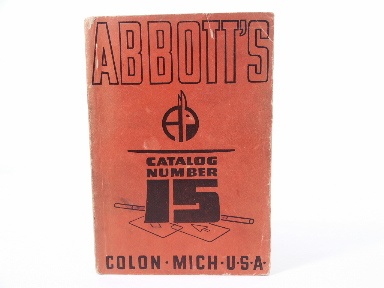 ABBOTT'S
CATALOG
NUMBER
15
COLON·MICH·U·S·A·